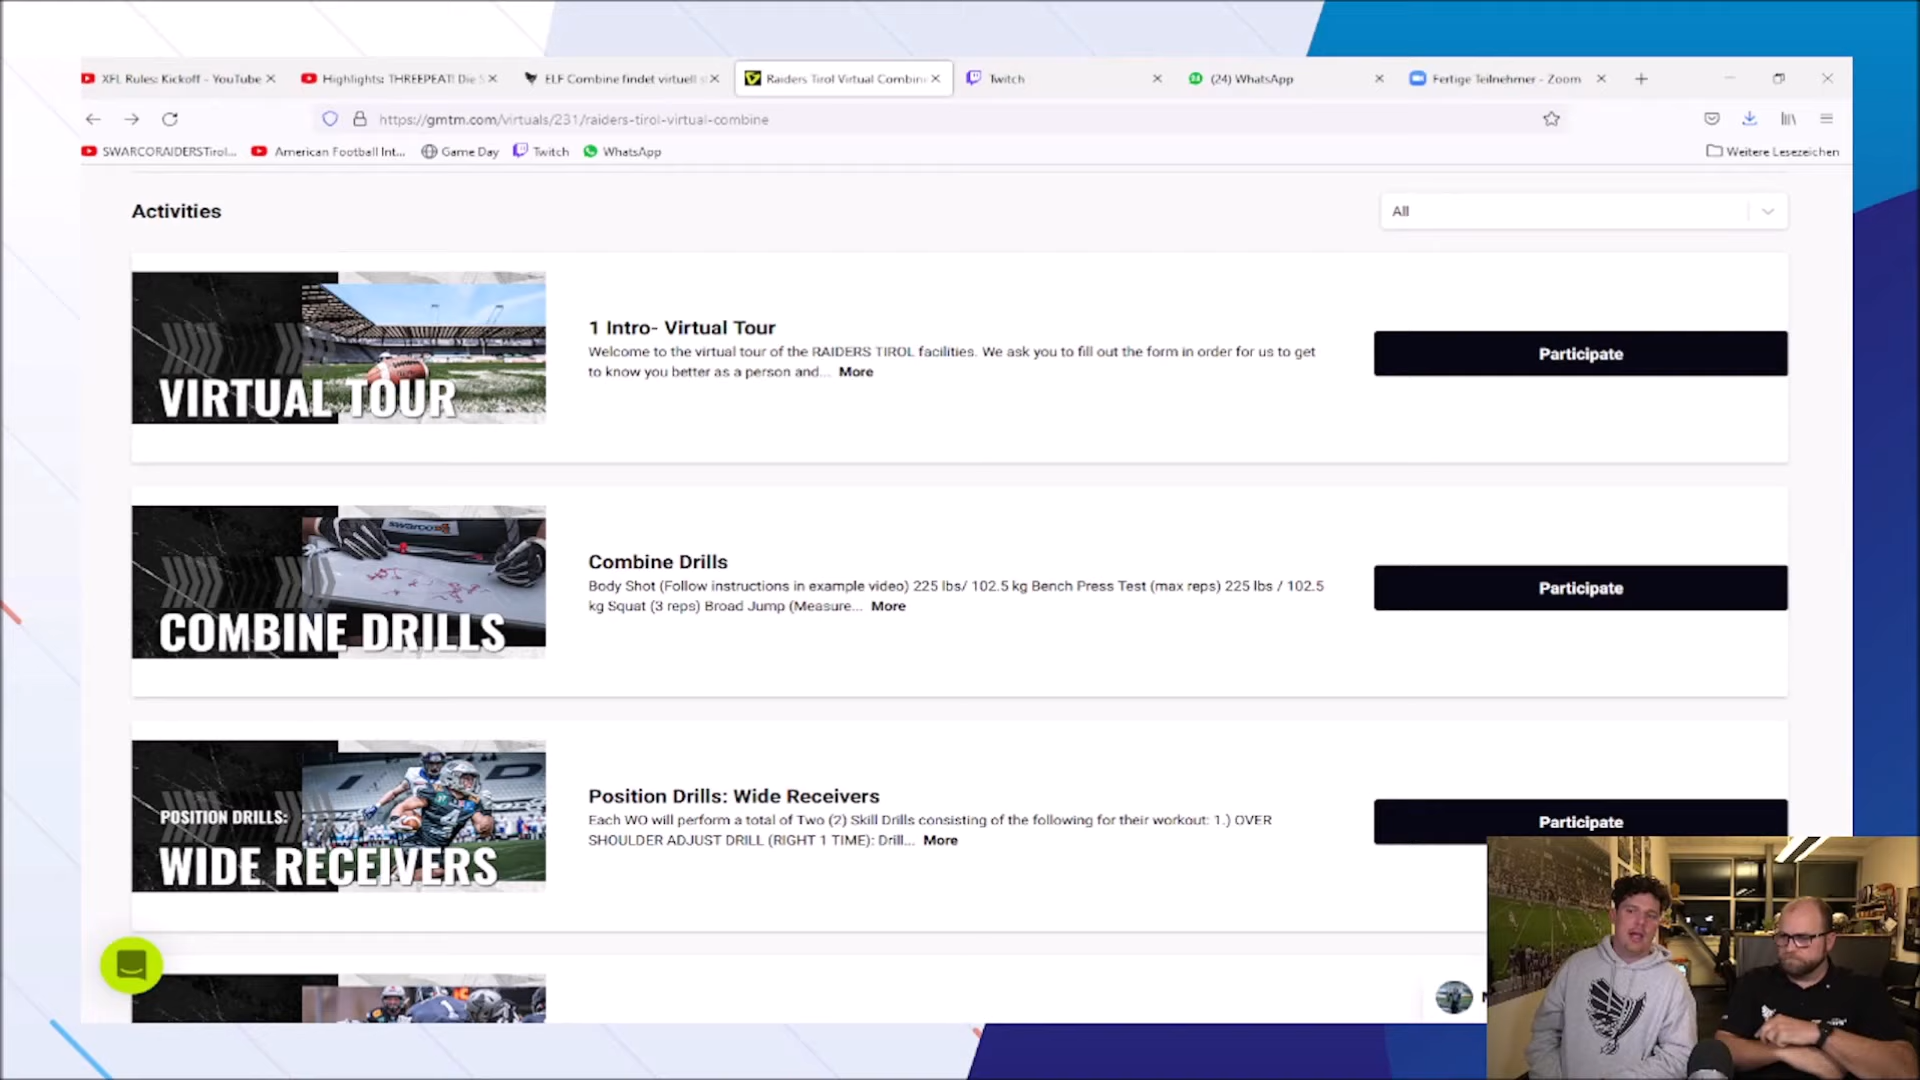 XFL Rules: Kickoff - YouTube
Highlights: THREEPEAT! Die S
ELF Combine findet virtuell s
Raiders Tirol Virtual Combine
Twitch
(24) WhatsApp
Fertige Teilnehmer - Zoom
https://gmtm.com/virtuals/231/raiders-tirol-virtual-combine
SWARCORAIDERSTirol...
American Football Int...
Game Day
Twitch
WhatsApp
Weitere Lesezeichen
Activities
All
VIRTUAL TOUR
1 Intro- Virtual Tour
Welcome to the virtual tour of the RAIDERS TIROL facilities. We ask you to fill out the form in order for us to get
to know you better as a person and... More
Participate
swarco
COMBINE DRILLS
Combine Drills
Body Shot (Follow instructions in example video) 225 lbs/ 102.5 kg Bench Press Test (max reps) 225 lbs / 102.5
kg Squat (3 reps) Broad Jump (Measure... More
Participate
POSITION DRILLS:
WIDE RECEIVERS
Position Drills: Wide Receivers
Each WO will perform a total of Two (2) Skill Drills consisting of the following for their workout: 1.) OVER
SHOULDER ADJUST DRILL (RIGHT 1 TIME): Drill... More
Participate